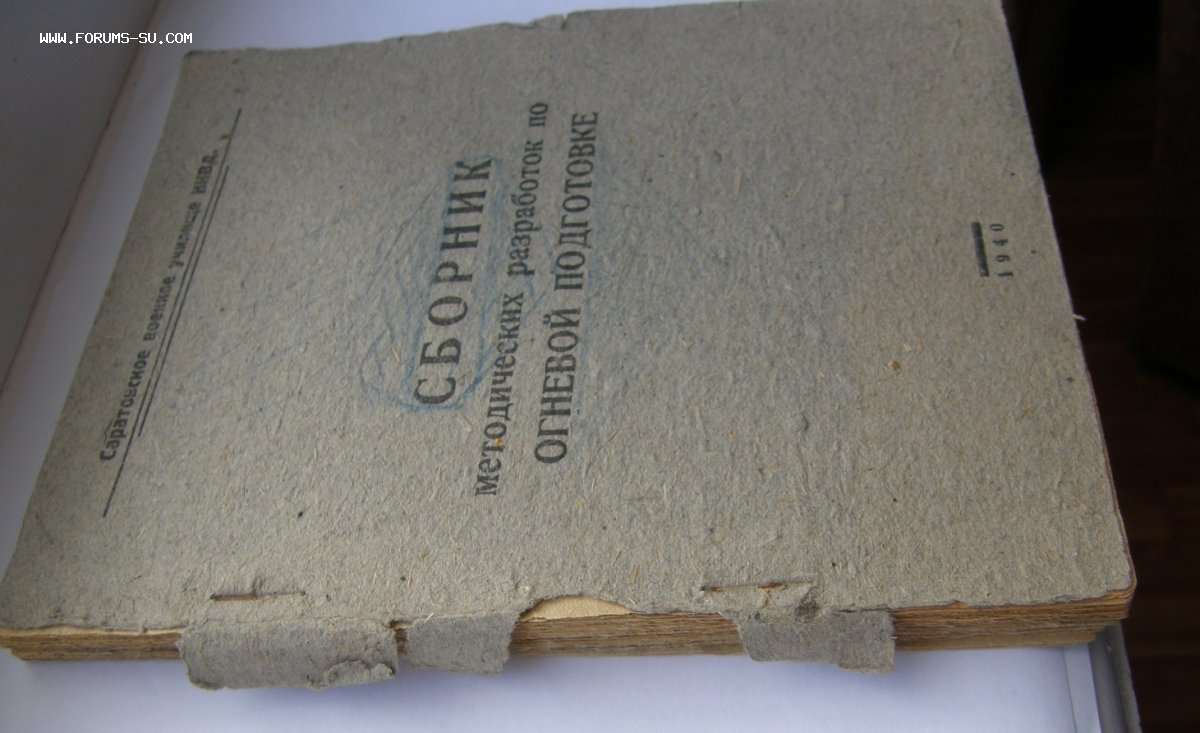 WWW.FORUMS-SU.COM
Саратовское военное училище НКВД.
СБОРНИК
методических разработок по
ОГНЕВОЙ ПОДГОТОВКЕ
1940